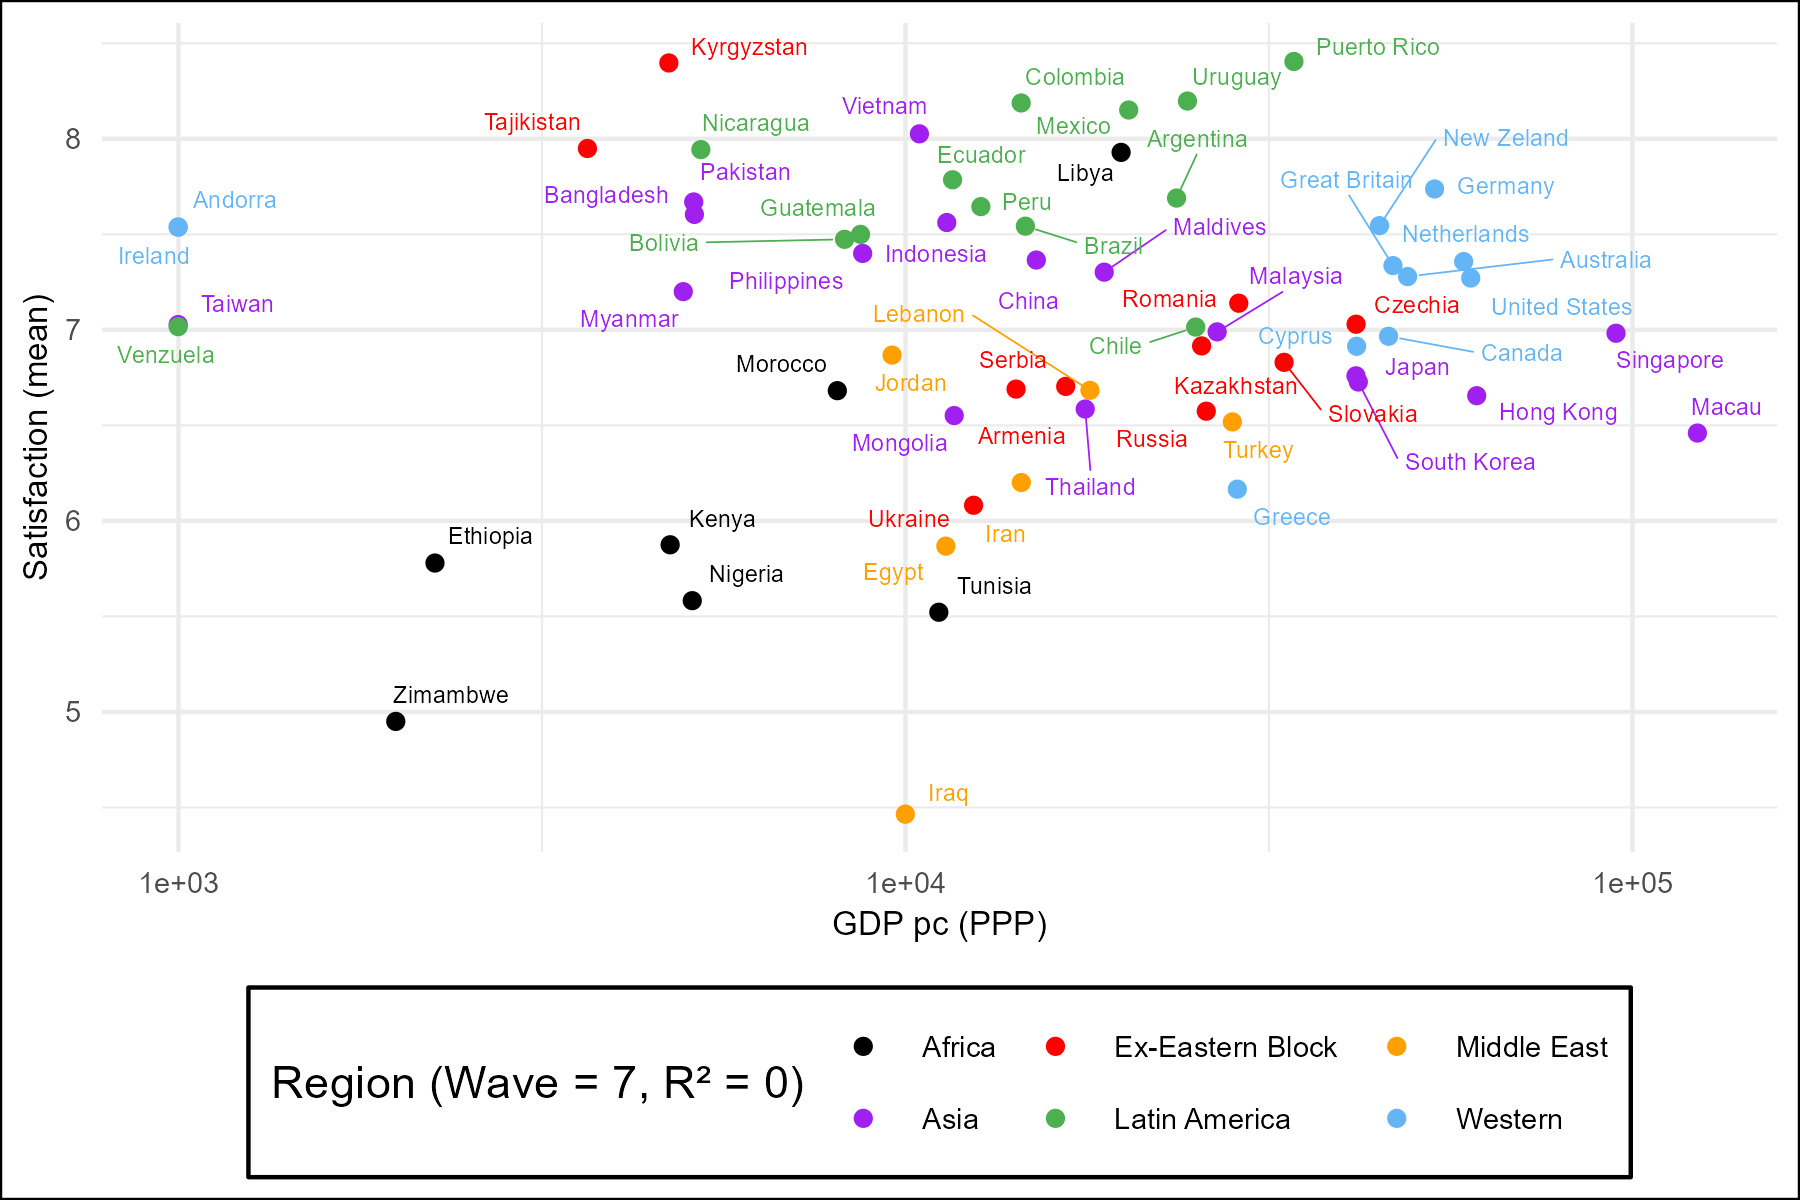 Kyrgyzstan
Puerto Rico
Colombia
Uruguay
Vietnam
Tajikistan
Nicaragua
Mexico
Argentina
New Zeland
Ecuador
Libya
Pakistan
Great Britain
Germany
Bangladesh
Andorra
Guatemala
Peru
Maldives
Netherlands
Bolivia
Brazil
Ireland
Indonesia
Australia
Philippines
Malaysia
Taiwan
China
Romania
Czechia
United States
Myanmar
Lebanon
Cyprus
Venzuela
Chile
Canada
Morocco
Serbia
Japan
Singapore
Jordan
Kazakhstan
Macau
Slovakia
Hong Kong
Mongolia
Armenia
Russia
Turkey
South Korea
Thailand
Kenya
Ukraine
Greece
Ethiopia
Iran
Nigeria
Egypt
Tunisia
Zimambwe
Iraq
8
7
6
5
Satisfaction (mean)
1e+03 1e+04 1e+05
GDP pc (PPP)
Region (Wave = 7, R² = 0)
Africa Ex-Eastern Block Middle East
Asia Latin America Western